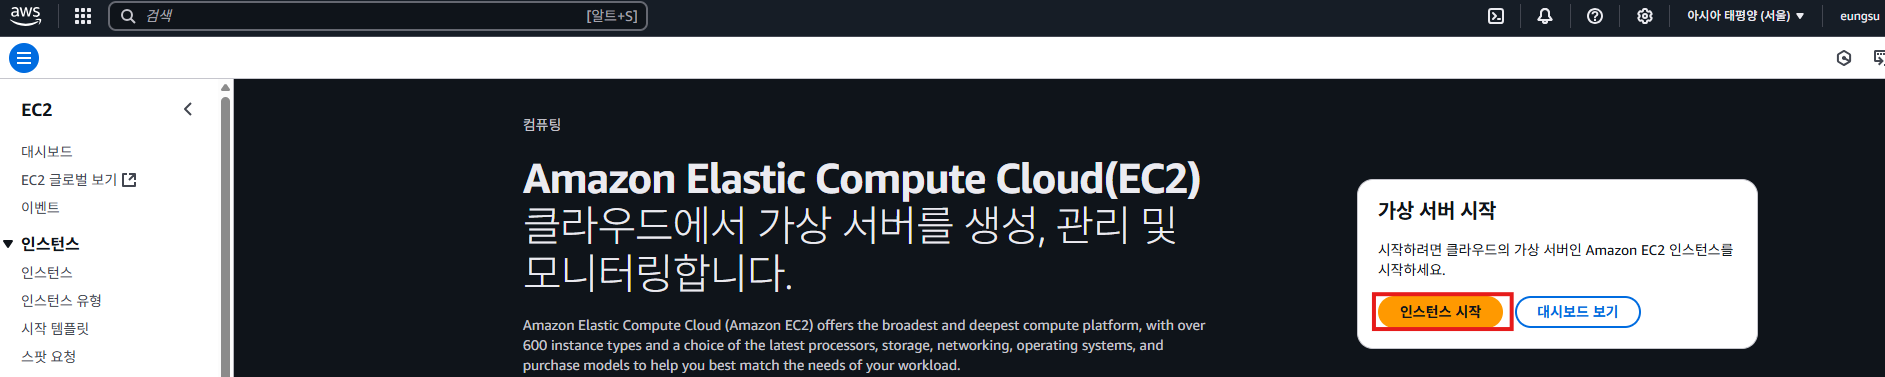 aws
검색
[알트+S]
아시아 태평양 (서울)
eungsu
EC2
대시보드
EC2 글로벌 보기
이벤트
인스턴스
인스턴스
인스턴스 유형
시작 템플릿
스팟 요청
컴퓨팅
Amazon Elastic Compute Cloud(EC2)
클라우드에서 가상 서버를 생성, 관리 및
모니터링합니다.
Amazon Elastic Compute Cloud (Amazon EC2) offers the broadest and deepest compute platform, with over
600 instance types and a choice of the latest processors, storage, networking, operating systems, and
purchase models to help you best match the needs of your workload.
가상 서버 시작
시작하려면 클라우드의 가상 서버인 Amazon EC2 인스턴스를
시작하세요.
인스턴스 시작
대시보드 보기